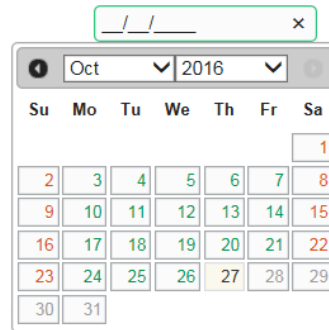 __/__/____ ×
Oct 2016
Su Mo Tu We Th Fr Sa
1
2 3 4 5 6 7 8
9 10 11 12 13 14 15
16 17 18 19 20 21 22
23 24 25 26 27 28 29
30 31